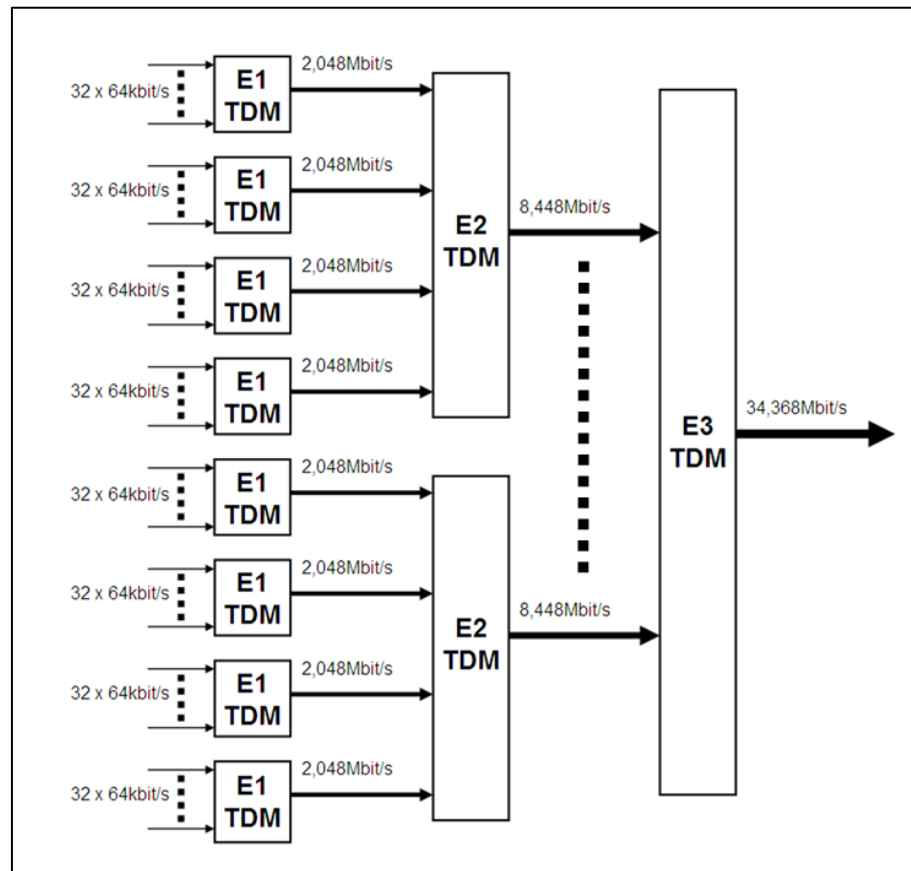 32 x 64kbit/s
E1
TDM
2,048Mbit/s
32 x 64kbit/s
E1
TDM
2,048Mbit/s
32 x 64kbit/s
E1
TDM
2,048Mbit/s
32 x 64kbit/s
E1
TDM
2,048Mbit/s
E2
TDM
8,448Mbit/s
32 x 64kbit/s
E1
TDM
2,048Mbit/s
32 x 64kbit/s
E1
TDM
2,048Mbit/s
32 x 64kbit/s
E1
TDM
2,048Mbit/s
32 x 64kbit/s
E1
TDM
2,048Mbit/s
E2
TDM
8,448Mbit/s
E3
TDM
34,368Mbit/s